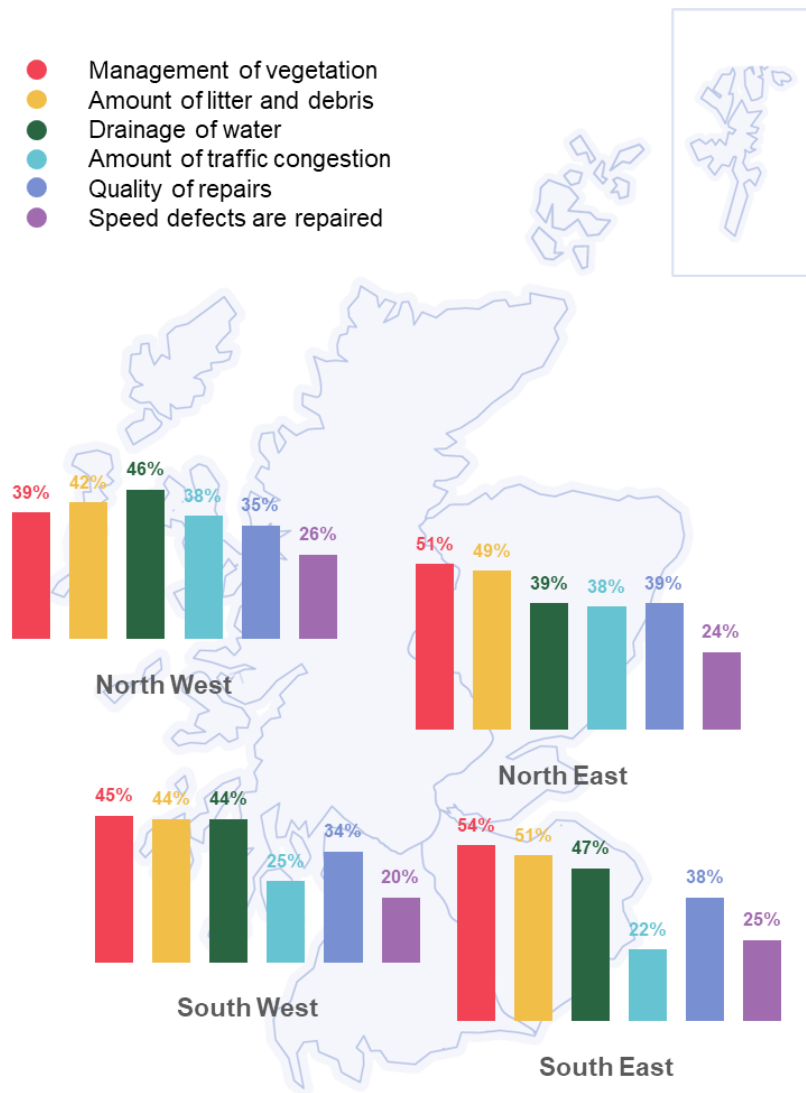 Management of vegetation
Amount of litter and debris
Drainage of water
Amount of traffic congestion
Quality of repairs
Speed defects are repaired
39% 42% 46% 38% 35% 26%
North West
51% 49% 39% 38% 39% 24%
North East
45% 44% 44% 25% 34% 20%
South West
54% 51% 47% 22% 38% 25%
South East